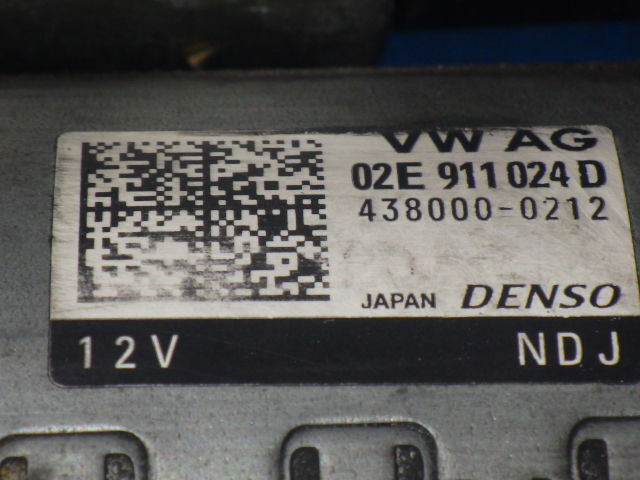 VW AG
02E 911 024 D
438000-0212
JAPAN DENSO
12V NDJ